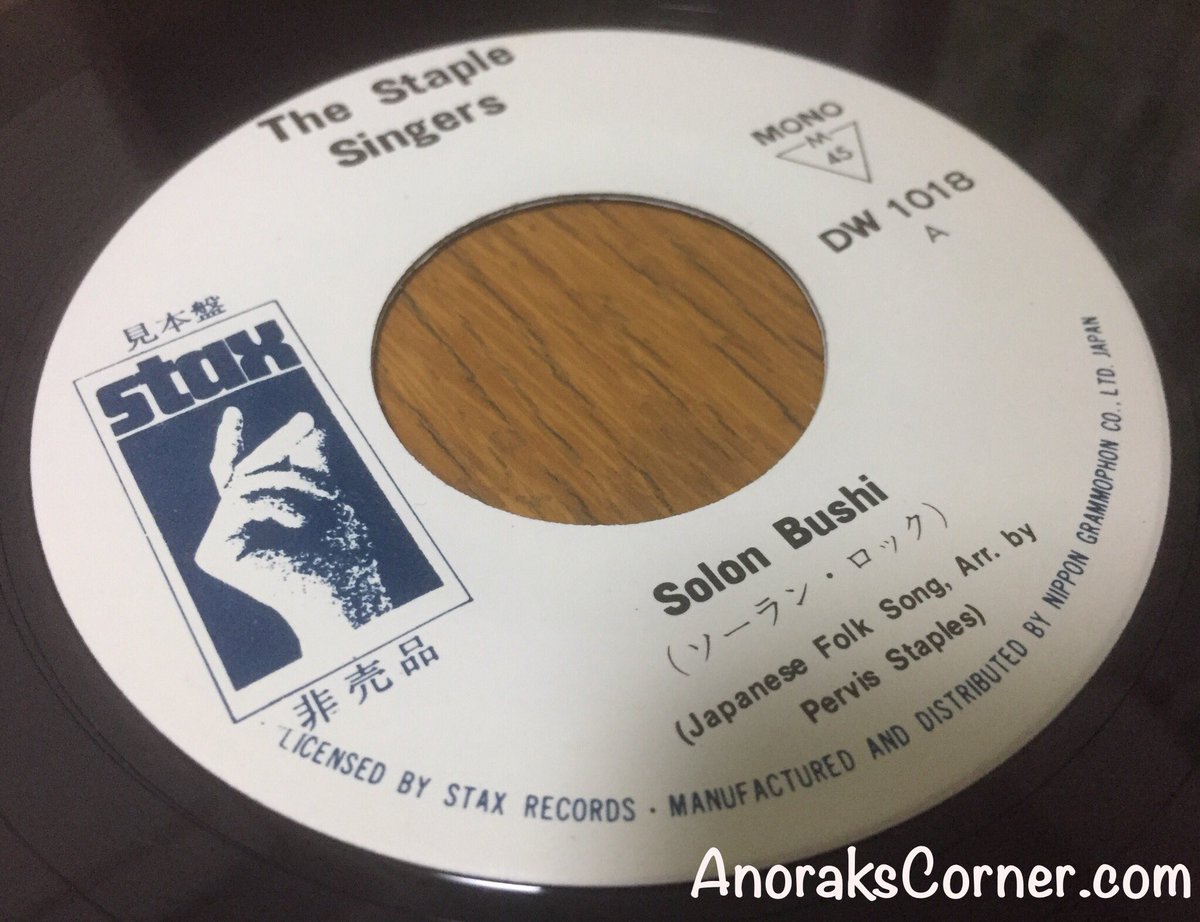 The Staple
Singers
MONO
M
45
DW 1018
A
見本盤
stax
非売品
Solon Bushi
(ソーラン・ロック)
(Japanese Folk Song, Arr. by
Pervis Staples)
LICENSED BY STAX RECORDS · MANUFACTURED AND DISTRIBUTED BY NIPPON GRAMMOPHON CO., LTD. JAPAN
AnoraksCorner.com